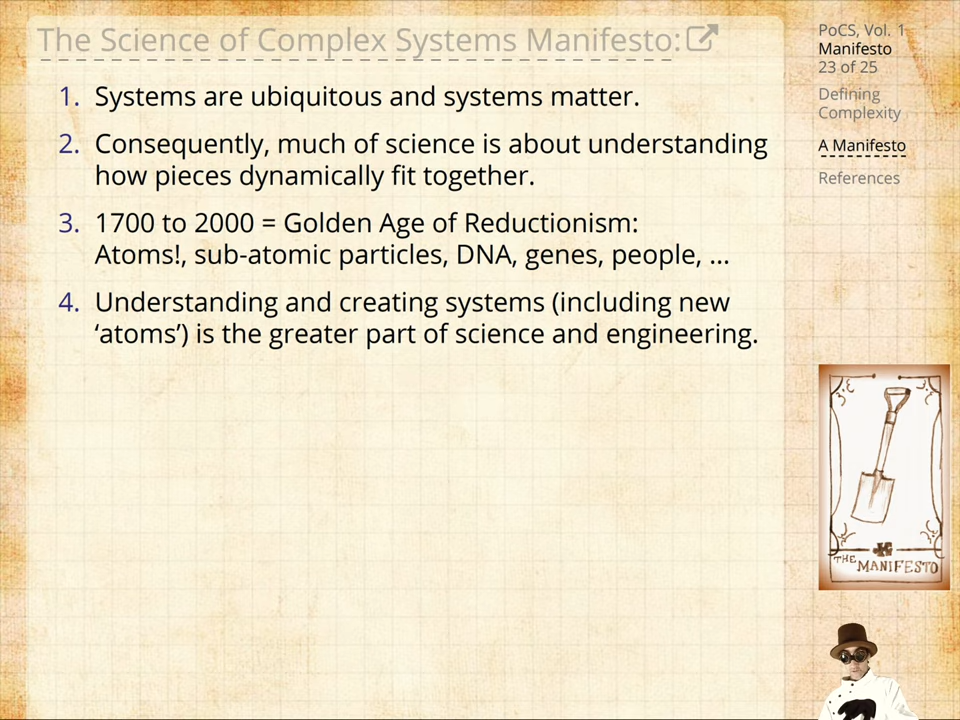 The Science of Complex Systems Manifesto:
1. Systems are ubiquitous and systems matter.
2. Consequently, much of science is about understanding
how pieces dynamically fit together.
3. 1700 to 2000 = Golden Age of Reductionism:
Atoms!, sub-atomic particles, DNA, genes, people, ...
4. Understanding and creating systems (including new
‘atoms’) is the greater part of science and engineering.
PoCS, Vol. 1
Manifesto
23 of 25
Defining
Complexity
A Manifesto
References
THE MANIFESTO